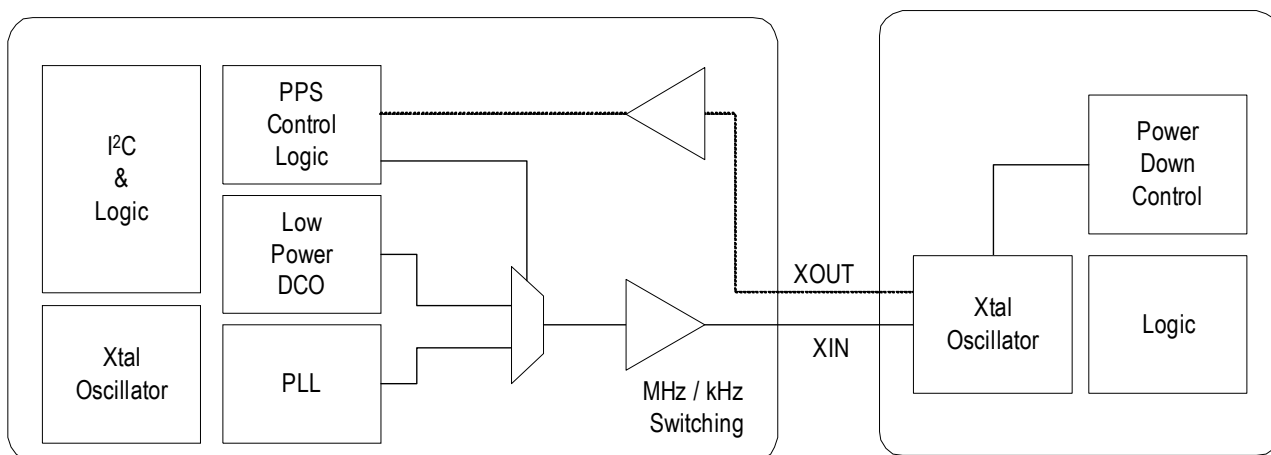 I²C
&
Logic
PPS
Control
Logic
Low
Power
DCO
Xtal
Oscillator
PLL
MHz / kHz
Switching
XOUT
XIN
Power
Down
Control
Xtal
Oscillator
Logic